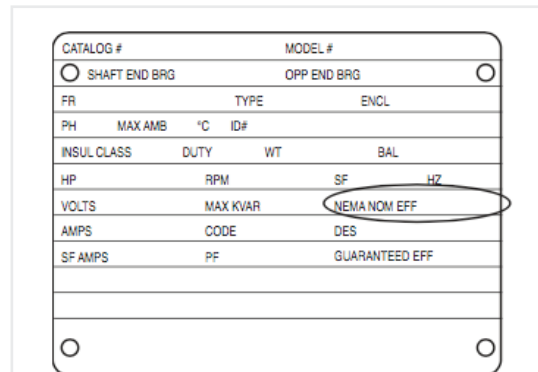 CATALOG # MODEL #
SHAFT END BRG OPP END BRG
FR TYPE ENCL
PH MAX AMB °C ID#
INSUL CLASS DUTY WT BAL
HP RPM SF HZ
VOLTS MAX KVAR NEMA NOM EFF
AMPS CODE DES
SF AMPS PF GUARANTEED EFF